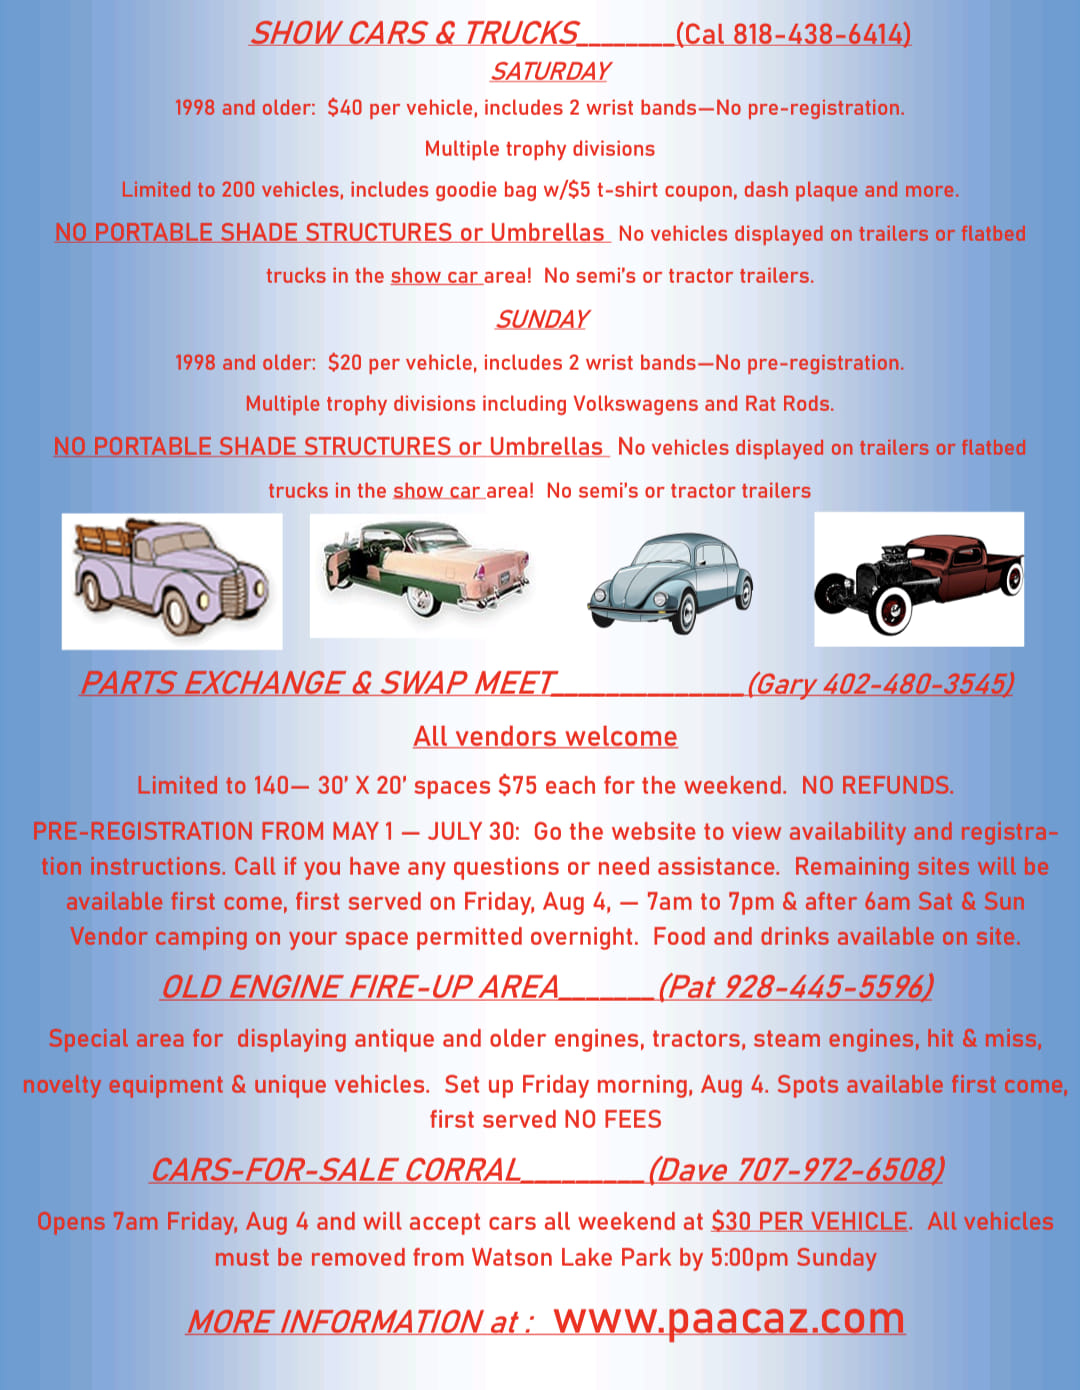 SHOW CARS & TRUCKS________(Cal 818-438-6414)
SATURDAY
1998 and older:  $40 per vehicle, includes 2 wrist bands—No pre-registration.
Multiple trophy divisions
Limited to 200 vehicles, includes goodie bag w/$5 t-shirt coupon, dash plaque and more.
NO PORTABLE SHADE STRUCTURES or Umbrellas  No vehicles displayed on trailers or flatbed
trucks in the show car area!  No semi's or tractor trailers.
SUNDAY
1998 and older:  $20 per vehicle, includes 2 wrist bands—No pre-registration.
Multiple trophy divisions including Volkswagens and Rat Rods.
NO PORTABLE SHADE STRUCTURES or Umbrellas  No vehicles displayed on trailers or flatbed
trucks in the show car area!  No semi's or tractor trailers
PARTS EXCHANGE & SWAP MEET______________(Gary 402-480-3545)
All vendors welcome
Limited to 140— 30' X 20' spaces $75 each for the weekend.  NO REFUNDS.
PRE-REGISTRATION FROM MAY 1 — JULY 30:  Go the website to view availability and registra-
tion instructions. Call if you have any questions or need assistance.  Remaining sites will be
available first come, first served on Friday, Aug 4, — 7am to 7pm & after 6am Sat & Sun
Vendor camping on your space permitted overnight.  Food and drinks available on site.
OLD ENGINE FIRE-UP AREA_______(Pat 928-445-5596)
Special area for  displaying antique and older engines, tractors, steam engines, hit & miss,
novelty equipment & unique vehicles.  Set up Friday morning, Aug 4. Spots available first come,
first served NO FEES
CARS-FOR-SALE CORRAL_________(Dave 707-972-6508)
Opens 7am Friday, Aug 4 and will accept cars all weekend at $30 PER VEHICLE.  All vehicles
must be removed from Watson Lake Park by 5:00pm Sunday
MORE INFORMATION at :  www.paacaz.com